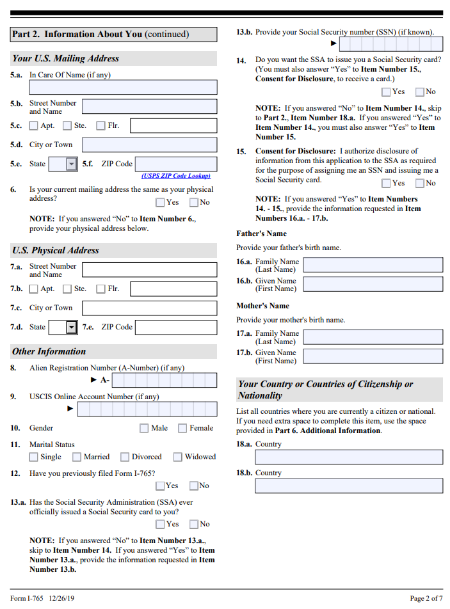 Part 2. Information About You (continued)
Your U.S. Mailing Address
5.a. In Care Of Name (if any)
5.b. Street Number
and Name
5.c. Apt. Ste. Flr.
5.d. City or Town
5.e. State 5.f. ZIP Code
(USPS ZIP Code Lookup)
6. Is your current mailing address the same as your physical
address?
Yes No
NOTE: If you answered “No” to Item Number 6.,
provide your physical address below.
U.S. Physical Address
7.a. Street Number
and Name
7.b. Apt. Ste. Flr.
7.c. City or Town
7.d. State 7.e. ZIP Code
Other Information
8. Alien Registration Number (A-Number) (if any)
► A-
9. USCIS Online Account Number (if any)
►
10. Gender Male Female
11. Marital Status
Single Married Divorced Widowed
12. Have you previously filed Form I-765?
Yes No
13.a. Has the Social Security Administration (SSA) ever
officially issued a Social Security card to you?
Yes No
NOTE: If you answered “No” to Item Number 13.a.,
skip to Item Number 14. If you answered “Yes” to Item
Number 13.a., provide the information requested in Item
Number 13.b.
13.b. Provide your Social Security number (SSN) (if known).
►
14. Do you want the SSA to issue you a Social Security card?
(You must also answer “Yes” to Item Number 15.,
Consent for Disclosure, to receive a card.)
Yes No
NOTE: If you answered “No” to Item Number 14., skip
to Part 2., Item Number 18.a. If you answered “Yes” to
Item Number 14., you must also answer “Yes” to Item
Number 15.
15. Consent for Disclosure: I authorize disclosure of
information from this application to the SSA as required
for the purpose of assigning me an SSN and issuing me a
Social Security card.
Yes No
NOTE: If you answered “Yes” to Item Numbers
14. - 15., provide the information requested in Item
Numbers 16.a. - 17.b.
Father's Name
Provide your father's birth name.
16.a. Family Name
(Last Name)
16.b. Given Name
(First Name)
Mother's Name
Provide your mother's birth name.
17.a. Family Name
(Last Name)
17.b. Given Name
(First Name)
Your Country or Countries of Citizenship or
Nationality
List all countries where you are currently a citizen or national.
If you need extra space to complete this item, use the space
provided in Part 6. Additional Information.
18.a. Country
18.b. Country
Form I-765 12/26/19
Page 2 of 7